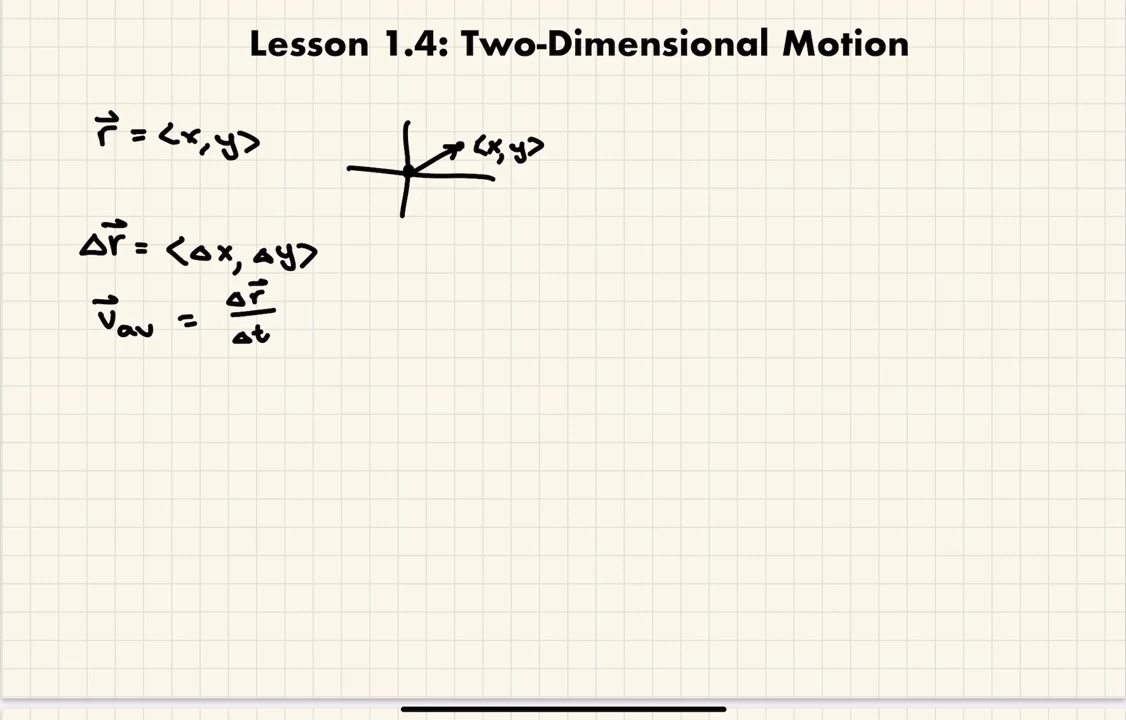 Lesson 1.4: Two-Dimensional Motion
r⃗ = <x, y>
<x, y>
Δr⃗ = <Δx, Δy>
v⃗av = Δr⃗/Δt